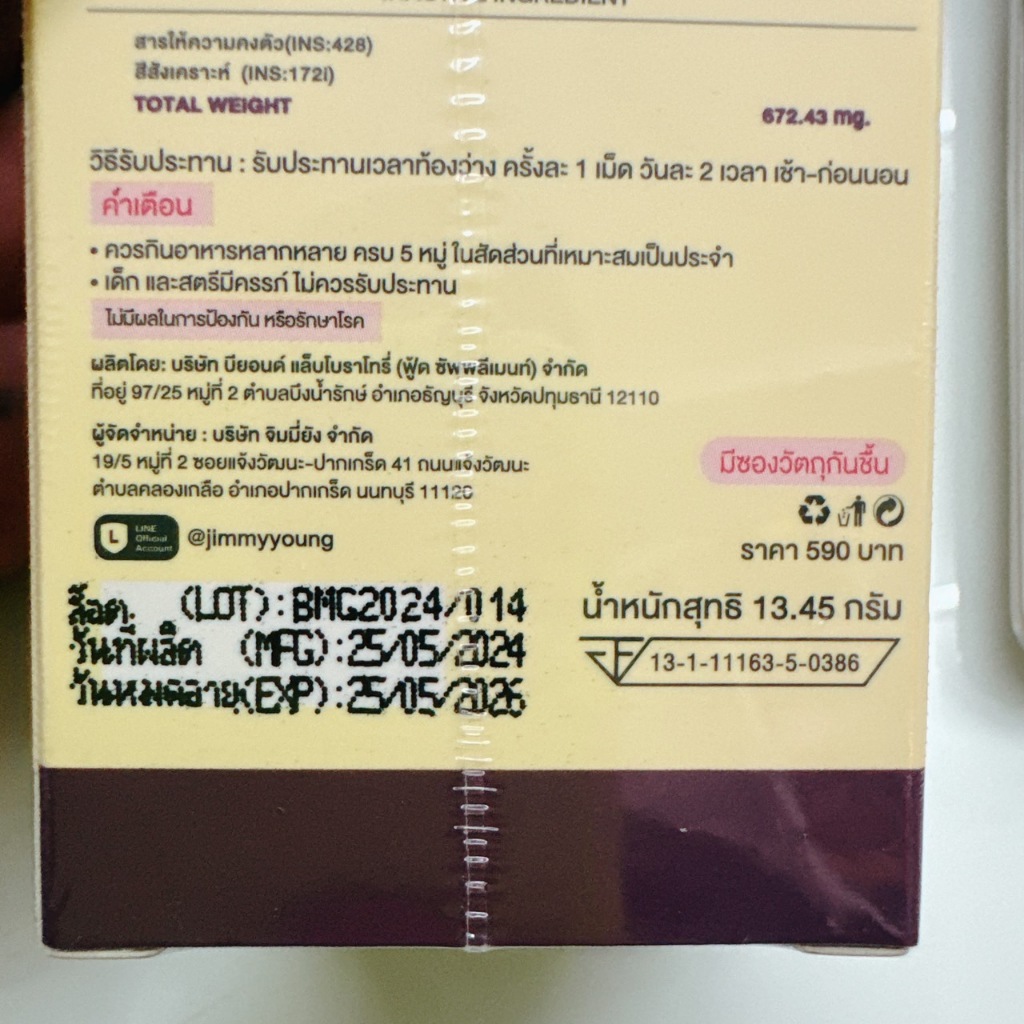 สารให้ความคงตัว(INS:428)
สีสังเคราะห์ (INS:172i)
TOTAL WEIGHT 672.43 mg.
วิธีรับประทาน : รับประทานเวลาท้องว่าง ครั้งละ 1 เม็ด วันละ 2 เวลา เช้า-ก่อนนอน
คำเตือน
• ควรกินอาหารหลากหลาย ครบ 5 หมู่ ในสัดส่วนที่เหมาะสมเป็นประจำ
• เด็ก และสตรีมีครรภ์ ไม่ควรรับประทาน
ไม่มีผลในการป้องกัน หรือรักษาโรค
ผลิตโดย: บริษัท บียอนด์ แล็บโบราโทรี่ (ฟู้ด ซัพพลีเมนท์) จำกัด
ที่อยู่ 97/25 หมู่ที่ 2 ตำบลบึงน้ำรักษ์ อำเภอธัญบุรี จังหวัดปทุมธานี 12110
ผู้จัดจำหน่าย : บริษัท จิมมี่ยัง จำกัด
19/5 หมู่ที่ 2 ซอยแจ้งวัฒนะ-ปากเกร็ด 41 ถนนแจ้งวัฒนะ
ตำบลคลองเกลือ อำเภอปากเกร็ด นนทบุรี 11120
มีซองวัตถุกันชื้น
L LINE Official Account @jimmyyoung
ราคา 590 บาท
ล็อต. (LOT):BMG2024/014
วันที่ผลิต (MFG):25/05/2024
วันหมดอายุ(EXP):25/05/2026
น้ำหนักสุทธิ 13.45 กรัม
13-1-11163-5-0386